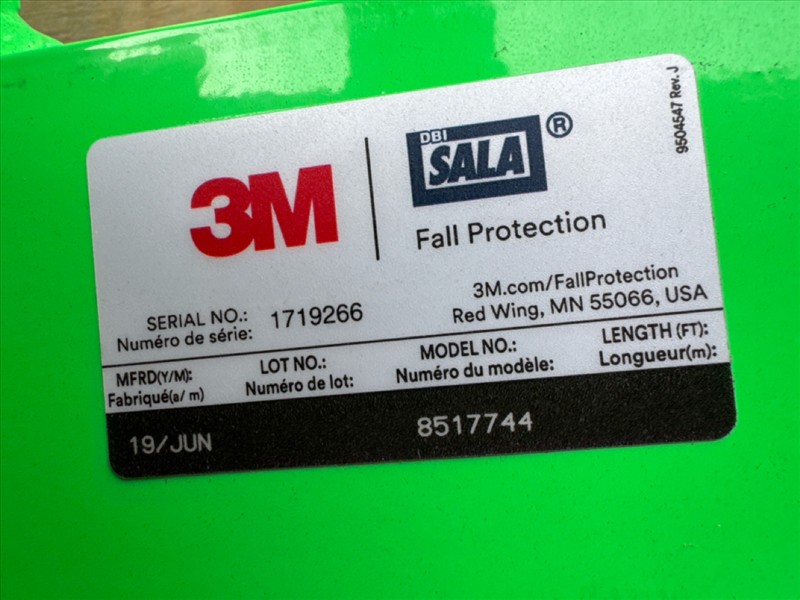 3M
DBI
SALA®
Fall Protection
9504547 Rev. J
SERIAL NO.: 1719266
Numéro de série:
3M.com/FallProtection
Red Wing, MN 55066, USA
MFRD(Y/M):
Fabriqué(a/ m)
LOT NO.:
Numéro de lot:
MODEL NO.:
Numéro du modèle:
LENGTH (FT):
Longueur(m):
19/JUN
8517744